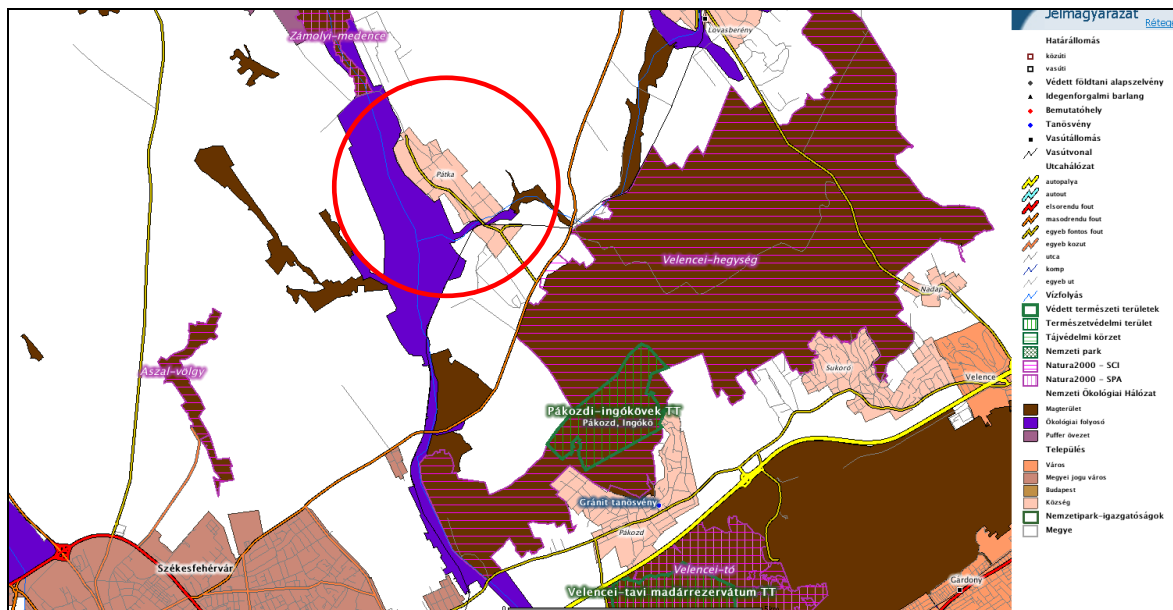 Zámolyi-medence
Lovasberény
Pátka
Velencei-hegység
Nadap
Aszal-völgy
Sukoró
Velence
Pákozdi-ingókövek TT
Pákozd, Ingókő
Gránit tanösvény
Pákozd
Székesfehérvár
Velencei-tó
Velencei-tavi madárrezervátum TT
Gárdony
Jelmagyarázat
Réteg
Határállomás
közúti
vasúti
Védett földtani alapszelvény
Idegenforgalmi barlang
Bemutatóhely
Tanösvény
Vasútállomás
Vasútvonal
Utcahálózat
autopalya
autout
elsorendu fout
masodrendu fout
egyeb fontos fout
egyeb kozut
utca
komp
egyeb ut
Vízfolyás
Védett természeti területek
Természetvédelmi terület
Tájvédelmi körzet
Nemzeti park
Natura2000 - SCI
Natura2000 - SPA
Nemzeti Ökológiai Hálózat
Magterület
Ökológiai folyosó
Puffer övezet
Település
Város
Megyei jogu város
Budapest
Község
Nemzetipark-igazgatóságok
Megye